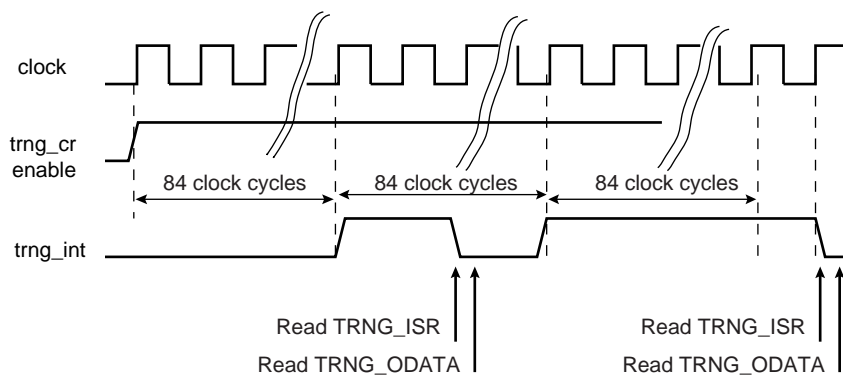 clock
trng_cr
enable
84 clock cycles
84 clock cycles
84 clock cycles
trng_int
Read TRNG_ISR
Read TRNG_ISR
Read TRNG_ODATA
Read TRNG_ODATA